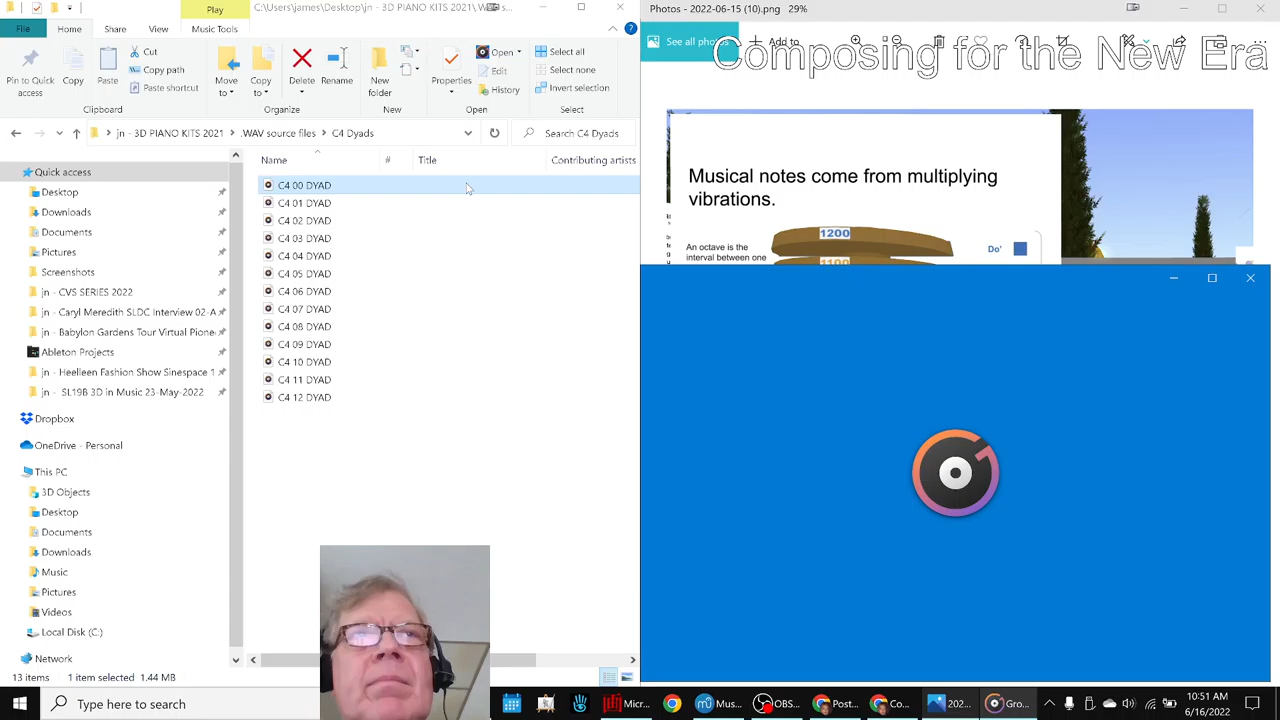 Play
C:\Users\james\Desktop\jn - 3D PIANO KITS 2021\.WAV s...
File
Home
Share
View
Music Tools
Pin to Quick access
Copy
Paste
Cut
Copy path
Paste shortcut
Clipboard
Move to
Copy to
Delete
Rename
Organize
New folder
New
Properties
Open
Edit
History
Open
Select all
Select none
Invert selection
Select
jn - 3D PIANO KITS 2021 > .WAV source files > C4 Dyads
Search C4 Dyads
Name
#
Title
Contributing artists
Quick access
Desktop
Downloads
Documents
Pictures
Screenshots
jn - CVS SERIES 2022
jn - Caryl Meredith SLDC Interview 02-A
jn - Babylon Gardens Tour Virtual Pione
Ableton Projects
jn - Heelleen Fashion Show Sinespace 1
jn - SL19B 3D in Music 23-May-2022
Dropbox
OneDrive - Personal
This PC
3D Objects
Desktop
Documents
Downloads
Music
Pictures
Videos
Local Disk (C:)
Network
C4 00 DYAD
C4 01 DYAD
C4 02 DYAD
C4 03 DYAD
C4 04 DYAD
C4 05 DYAD
C4 06 DYAD
C4 07 DYAD
C4 08 DYAD
C4 09 DYAD
C4 10 DYAD
C4 11 DYAD
C4 12 DYAD
13 items
1 item selected 1.44 MB
Photos - 2022-06-15 (10).png 29%
See all photos
Add to
Composing for the New Era
Musical notes come from multiplying
vibrations.
An octave is the
interval between one
1200
1100
Do'
Type here to search
Micr...
Mus...
OBS...
Post...
Co...
202...
Gro...
10:51 AM
6/16/2022